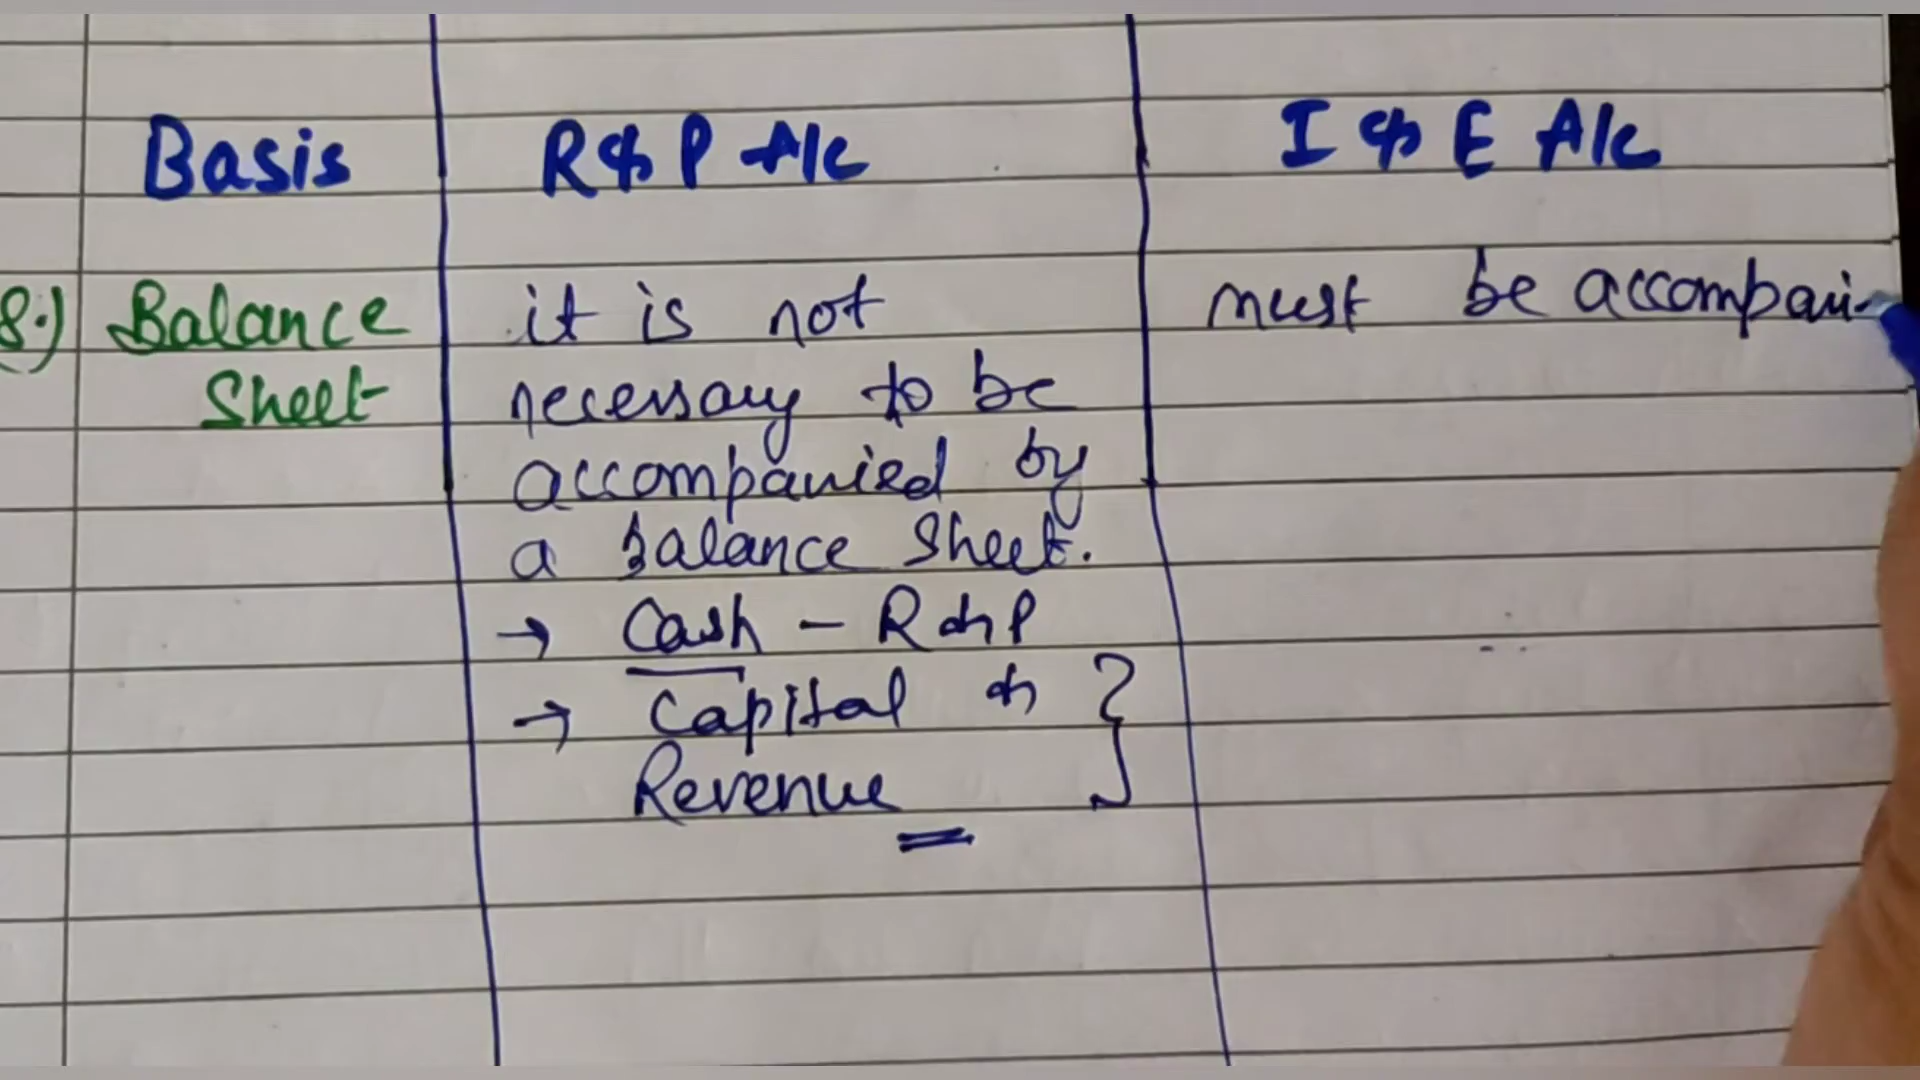 Basis R & P A/c I & E A/c
8.) Balance it is not must be accompani
Sheet necessary to be
accompanied by
a Balance Sheet.
→ Cash - R & P
→ Capital &
Revenue